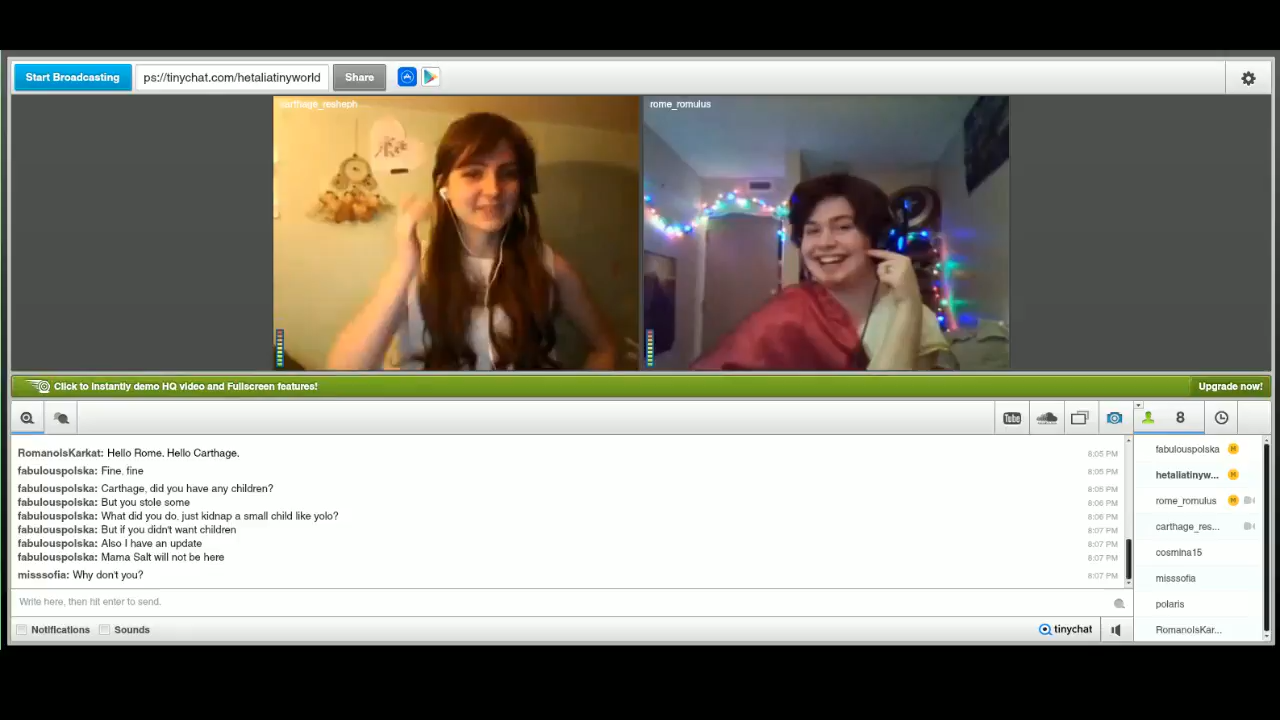 Start Broadcasting ps://tinychat.com/hetaliatinyworld Share
carthage_resheph rome_romulus
Click to instantly demo HQ video and Fullscreen features! Upgrade now!
You Tube 8
RomanoIsKarkat: Hello Rome, Hello Carthage, 8:05 PM
fabulouspolska: Fine, fine 8:05 PM
fabulouspolska: Carthage, did you have any children? 8:05 PM
fabulouspolska: But you stole some 8:06 PM
fabulouspolska: What did you do, just kidnap a small child like yolo? 8:06 PM
fabulouspolska: But if you didn't want children 8:07 PM
fabulouspolska: Also I have an update 8:07 PM
fabulouspolska: Mama Salt will not be here 8:07 PM
misssofia: Why don't you? 8:07 PM
Write here, then hit enter to send.
Notifications Sounds tinychat
fabulouspolska M
hetaliatinyw... M
rome_romulus M
carthage_res...
cosmina15
misssofia
polaris
RomanoIsKar...